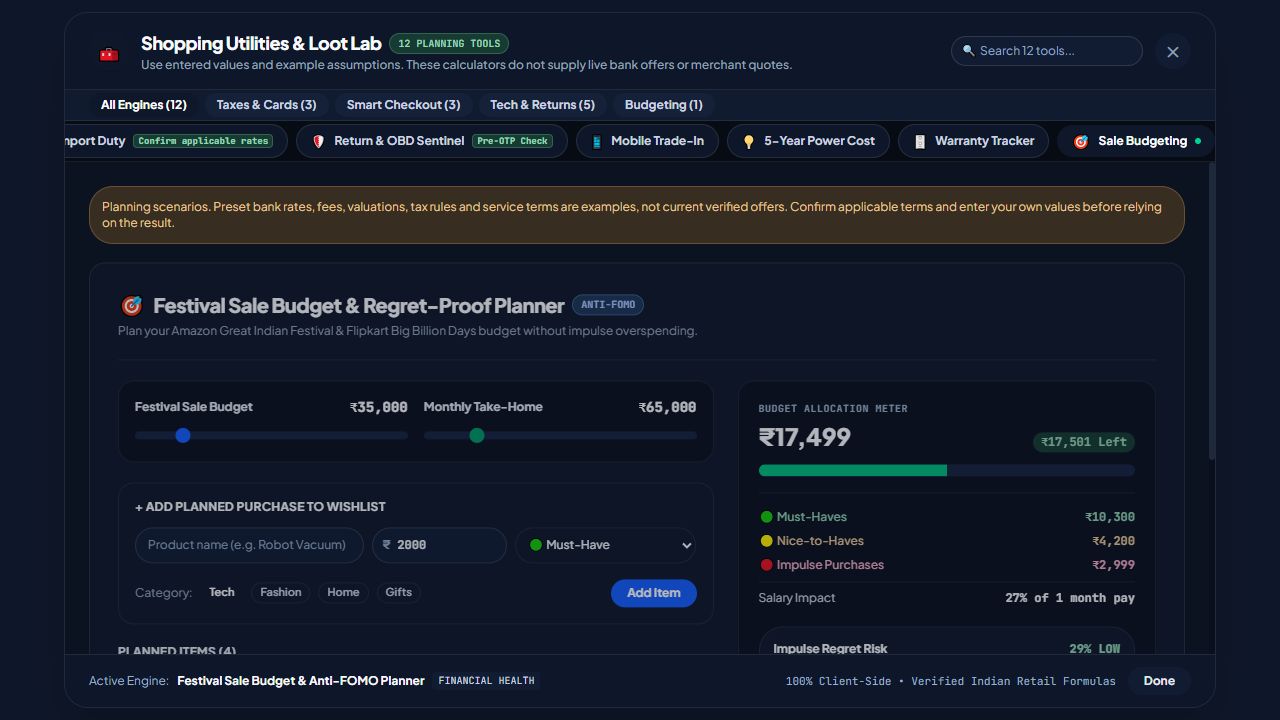 Shopping Utilities & Loot Lab 12 PLANNING TOOLS
Use entered values and example assumptions. These calculators do not supply live bank offers or merchant quotes.
Search 12 tools...
All Engines (12) Taxes & Cards (3) Smart Checkout (3) Tech & Returns (5) Budgeting (1)
mport Duty Confirm applicable rates Return & OBD Sentinel Pre-OTP Check Mobile Trade-In 5-Year Power Cost Warranty Tracker Sale Budgeting
Planning scenarios. Preset bank rates, fees, valuations, tax rules and service terms are examples, not current verified offers. Confirm applicable terms and enter your own values before relying
on the result.
Festival Sale Budget & Regret-Proof Planner ANTI-FOMO
Plan your Amazon Great Indian Festival & Flipkart Big Billion Days budget without impulse overspending.
Festival Sale Budget ₹35,000 Monthly Take-Home ₹65,000
+ ADD PLANNED PURCHASE TO WISHLIST
Product name (e.g. Robot Vacuum) ₹ 2000 Must-Have
Category: Tech Fashion Home Gifts Add Item
PLANNED ITEMS (4)
BUDGET ALLOCATION METER
₹17,499 ₹17,501 Left
Must-Haves ₹10,300
Nice-to-Haves ₹4,200
Impulse Purchases ₹2,999
Salary Impact 27% of 1 month pay
Impulse Regret Risk 29% LOW
Active Engine: Festival Sale Budget & Anti-FOMO Planner FINANCIAL HEALTH 100% Client-Side • Verified Indian Retail Formulas Done